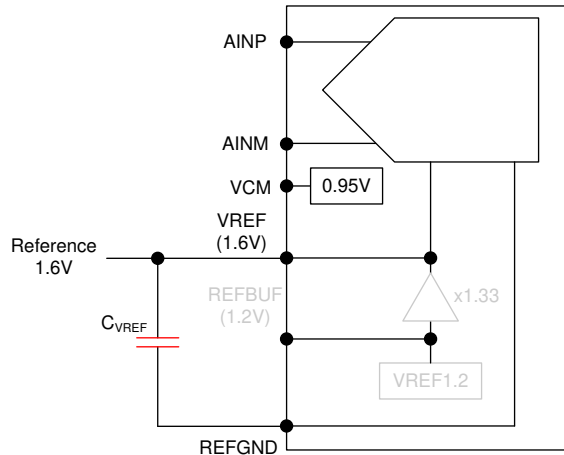 AINP
AINM
VCM
0.95V
VREF
(1.6V)
Reference
1.6V
REFBUF
(1.2V)
x1.33
CVREF
VREF1.2
REFGND